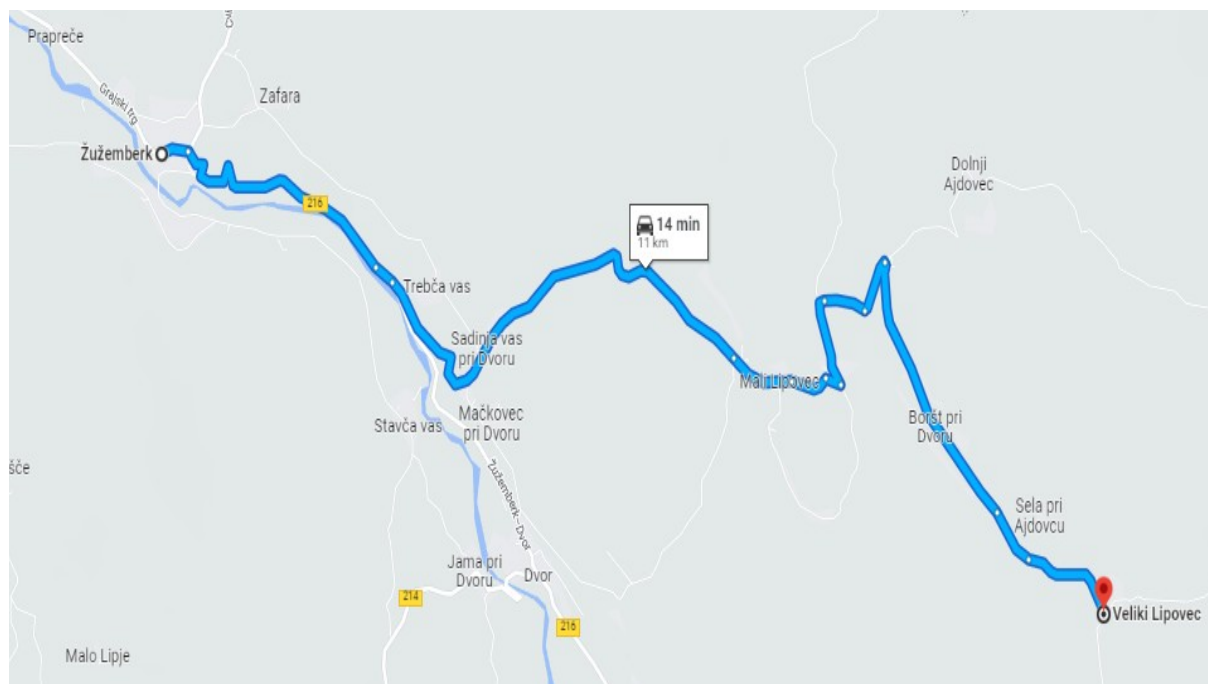 Prapreče
Cvi
Grajski trg
Zafara
Žužemberk
Dolnji
Ajdovec
216
14 min
11 km
Trebča vas
Sadinja vas
pri Dvoru
Mali Lipovec
Mačkovec
pri Dvoru
Stavča vas
Boršt pri
Dvoru
šče
Žužemberk-Dvor
Sela pri
Ajdovcu
Jama pri
Dvoru
Dvor
214
216
Veliki Lipovec
Malo Lipje